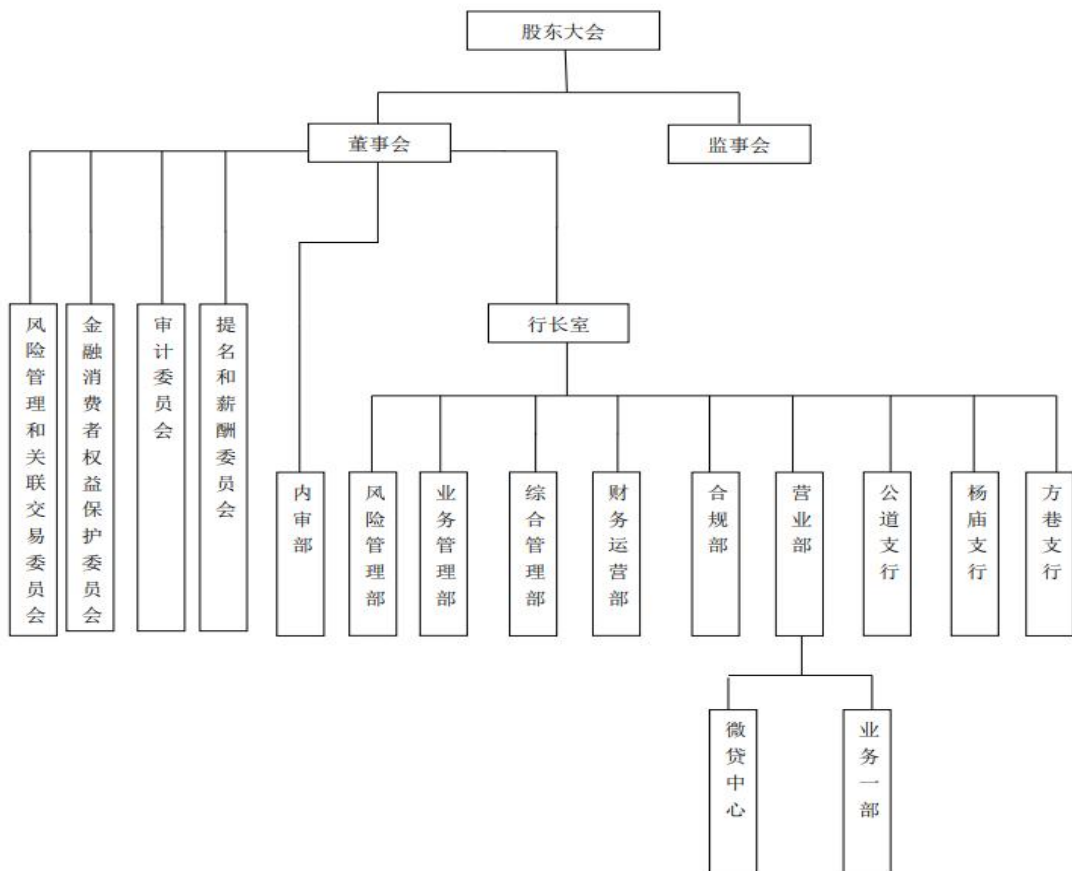 股东大会
董事会
监事会
风险管理和关联交易委员会
金融消费者权益保护委员会
审计委员会
提名和薪酬委员会
行长室
内审部
风险管理部
业务管理部
综合管理部
财务运营部
合规部
营业部
公道支行
杨庙支行
方巷支行
微贷中心
业务一部